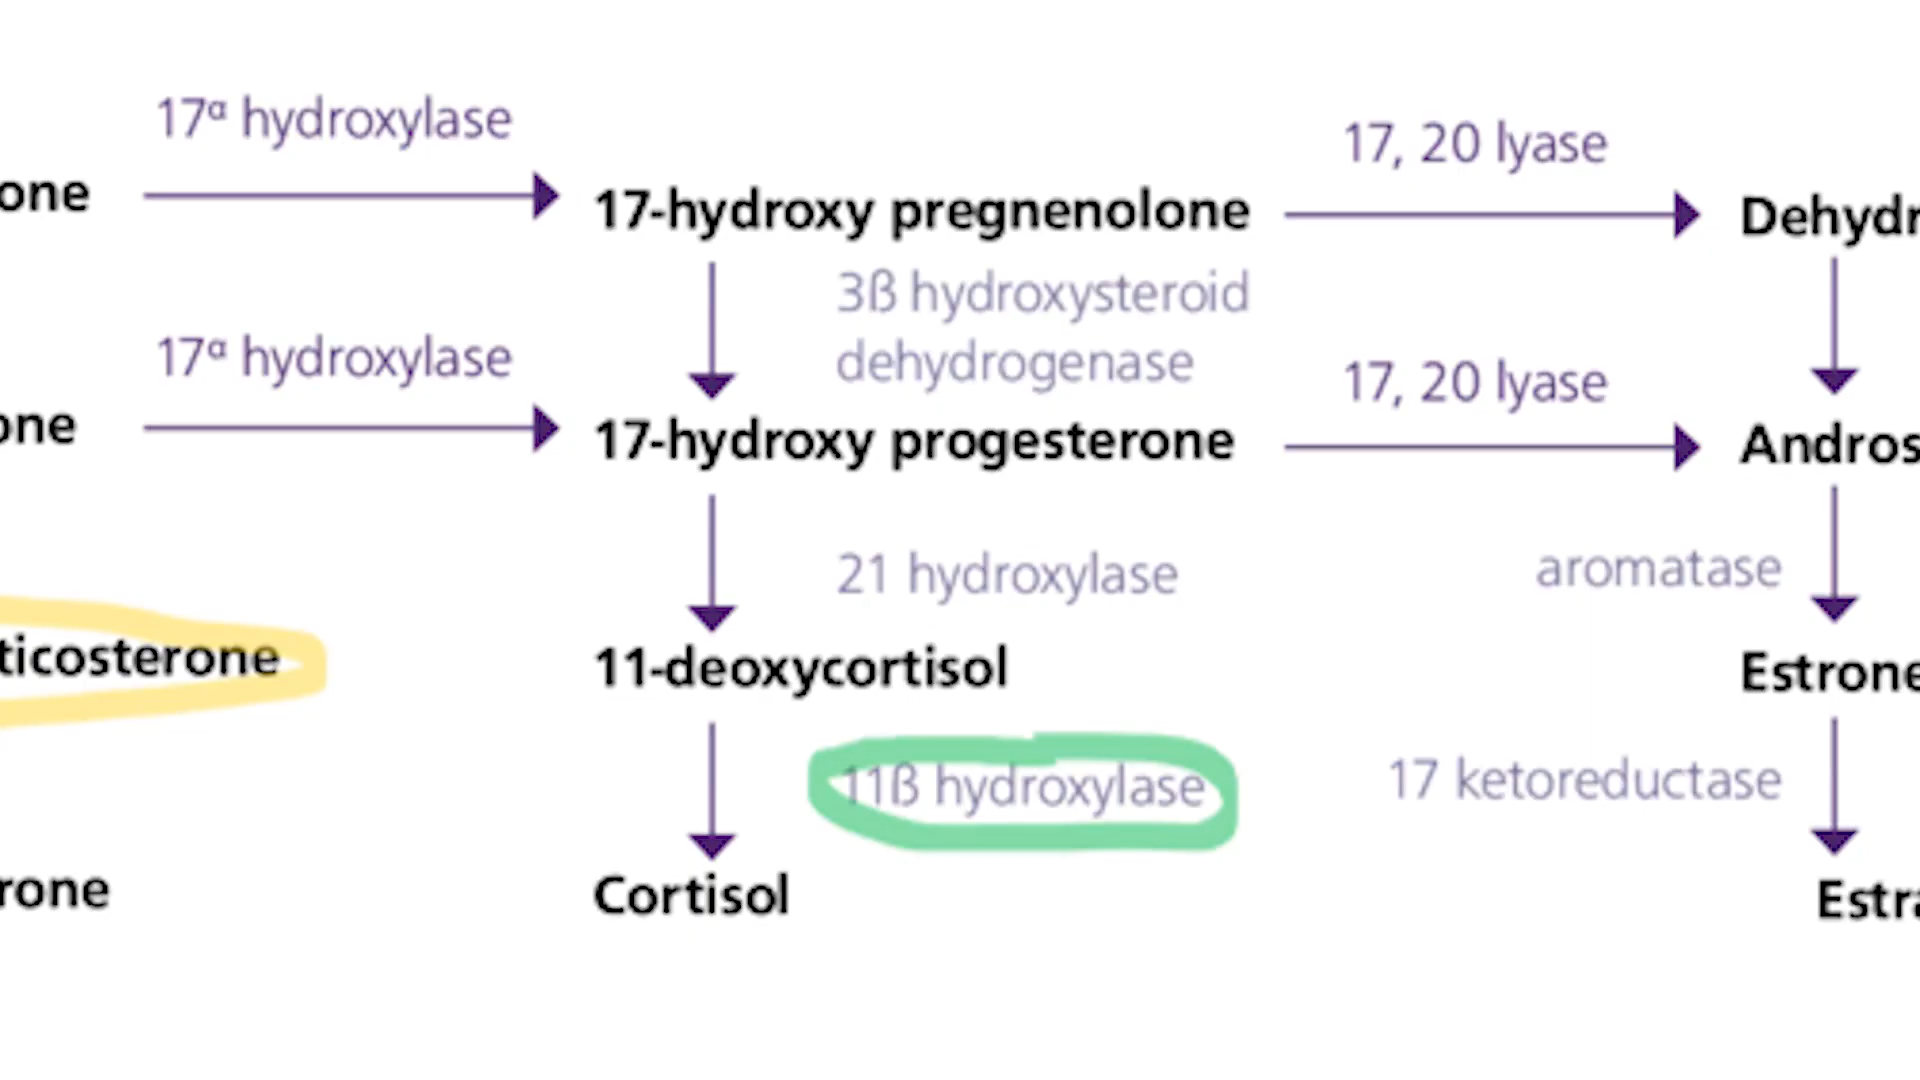 17α hydroxylase
17, 20 lyase
one
17-hydroxy pregnenolone
Dehydr
3ß hydroxysteroid
dehydrogenase
17α hydroxylase
17, 20 lyase
one
17-hydroxy progesterone
Andros
21 hydroxylase
aromatase
ticosterone
11-deoxycortisol
Estrone
11ß hydroxylase
17 ketoreductase
rone
Cortisol
Estra